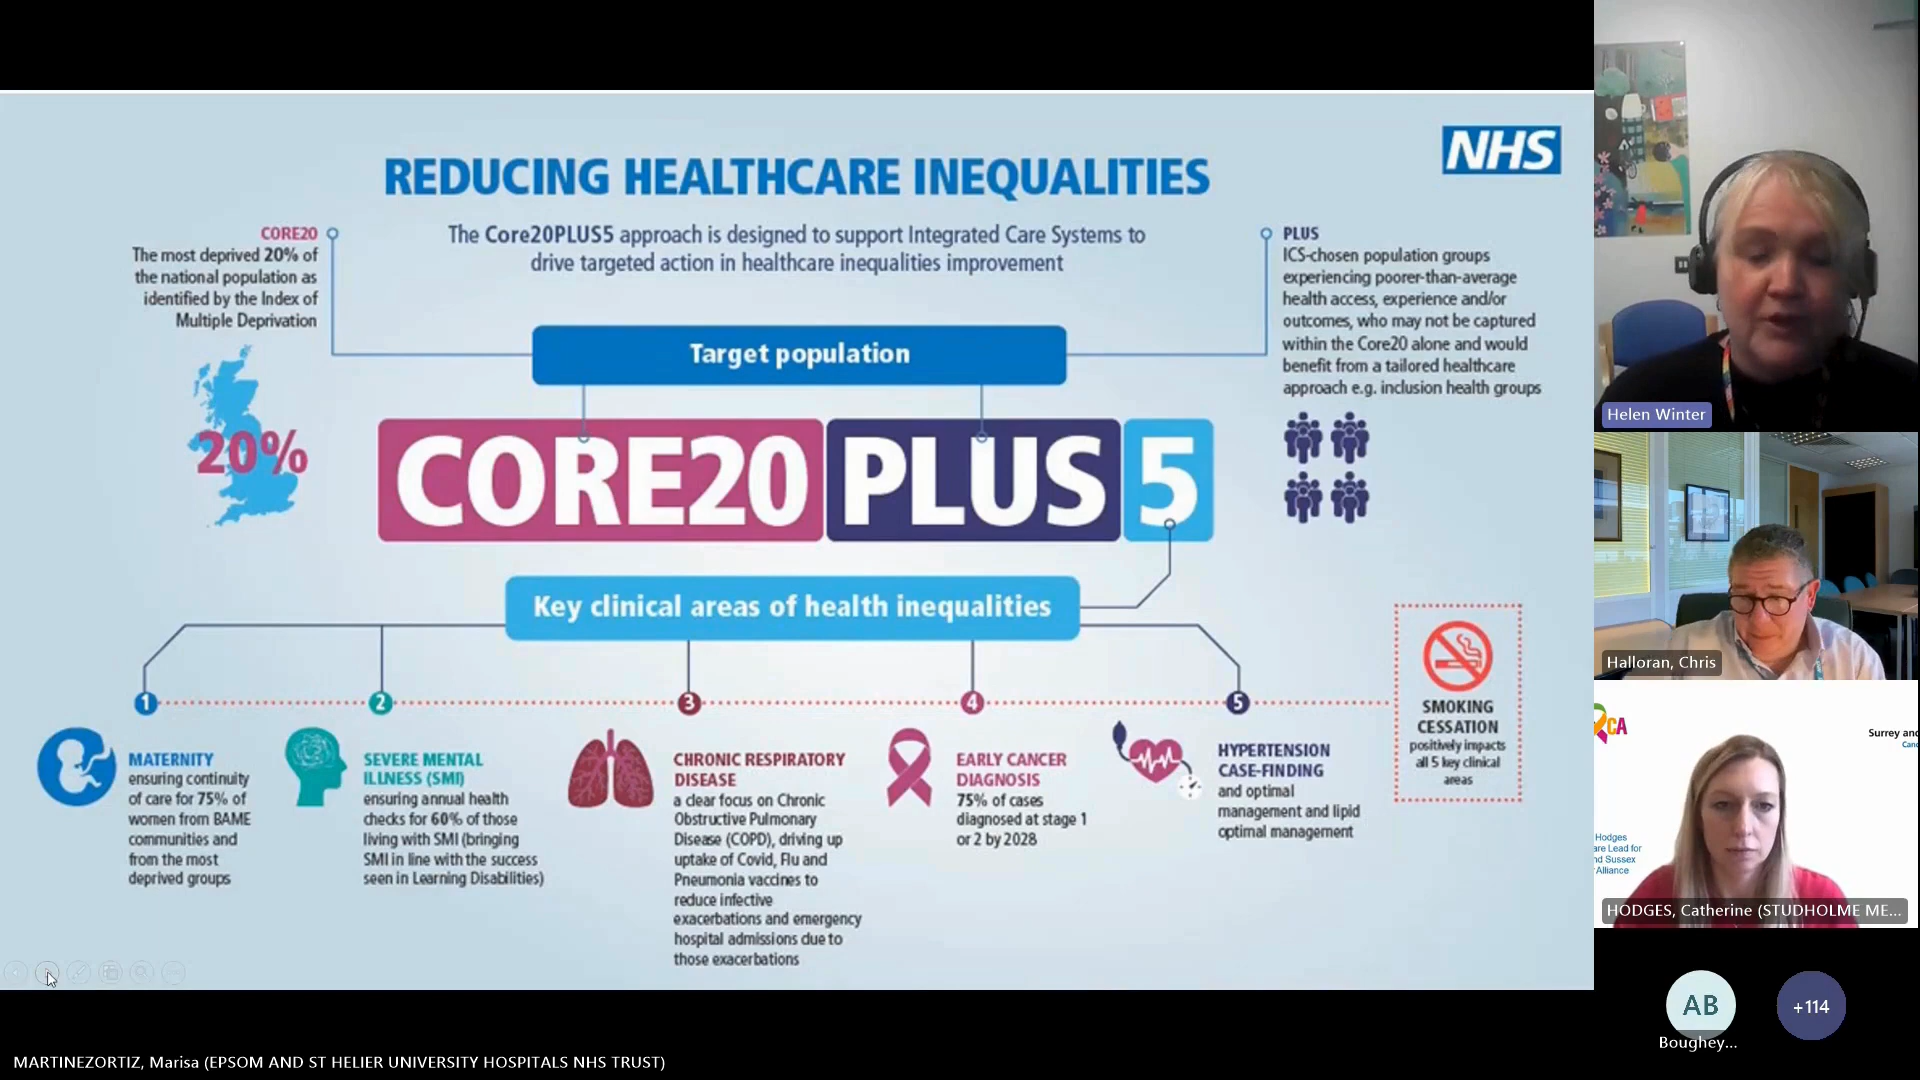 NHS
REDUCING HEALTHCARE INEQUALITIES
The Core20PLUS5 approach is designed to support Integrated Care Systems to
drive targeted action in healthcare inequalities improvement
CORE20
The most deprived 20% of
the national population as
identified by the Index of
Multiple Deprivation
20%
PLUS
ICS-chosen population groups
experiencing poorer-than-average
health access, experience and/or
outcomes, who may not be captured
within the Core20 alone and would
benefit from a tailored healthcare
approach e.g. inclusion health groups
Target population
CORE20 PLUS 5
Key clinical areas of health inequalities
1
MATERNITY
ensuring continuity
of care for 75% of
women from BAME
communities and
from the most
deprived groups
2
SEVERE MENTAL
ILLNESS (SMI)
ensuring annual health
checks for 60% of those
living with SMI (bringing
SMI in line with the success
seen in Learning Disabilities)
3
CHRONIC RESPIRATORY
DISEASE
a clear focus on Chronic
Obstructive Pulmonary
Disease (COPD), driving up
uptake of Covid, Flu and
Pneumonia vaccines to
reduce infective
exacerbations and emergency
hospital admissions due to
those exacerbations
4
EARLY CANCER
DIAGNOSIS
75% of cases
diagnosed at stage 1
or 2 by 2028
5
HYPERTENSION
CASE-FINDING
and optimal
management and lipid
optimal management
SMOKING
CESSATION
positively impacts
all 5 key clinical
areas
Helen Winter
Halloran, Chris
CA
Surrey and
Canc
Hodges
are Lead for
nd Sussex
Alliance
HODGES, Catherine (STUDHOLME ME...
AB
Boughey...
+114
MARTINEZORTIZ, Marisa (EPSOM AND ST HELIER UNIVERSITY HOSPITALS NHS TRUST)